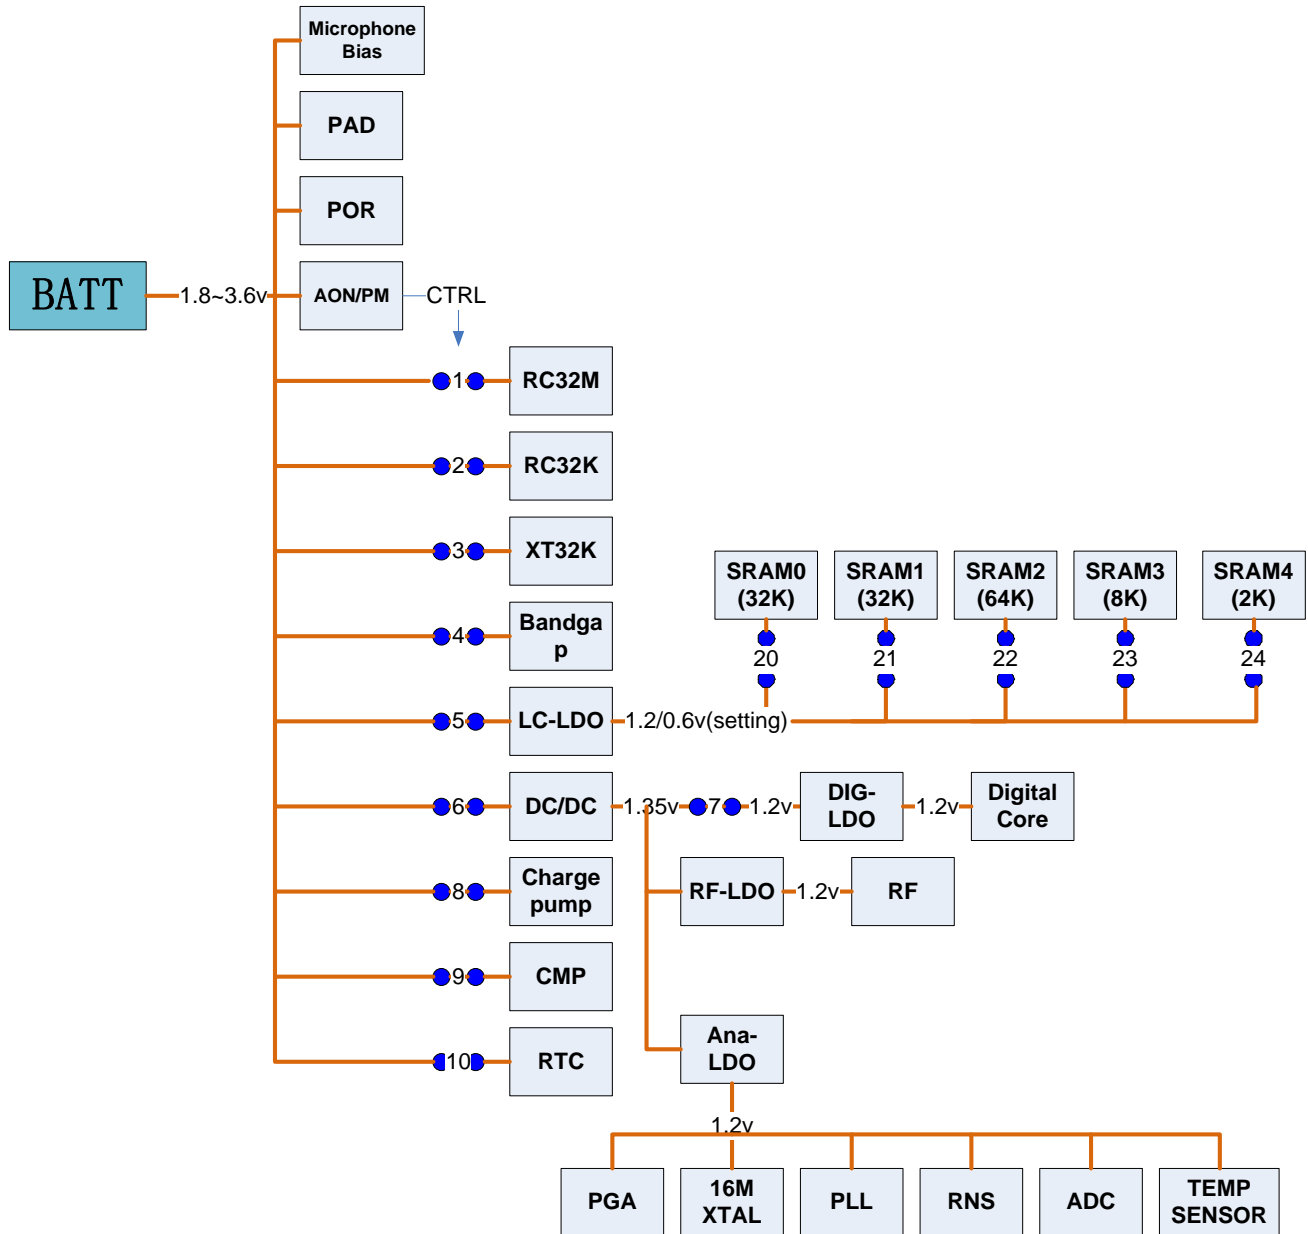 Microphone
Bias
PAD
POR
BATT
1.8~3.6v
AON/PM
CTRL
1
RC32M
2
RC32K
3
XT32K
SRAM0
(32K)
SRAM1
(32K)
SRAM2
(64K)
SRAM3
(8K)
SRAM4
(2K)
4
Bandga
p
20
21
22
23
24
5
LC-LDO
1.2/0.6v(setting)
6
DC/DC
1.35v
7
1.2v
DIG-
LDO
1.2v
Digital
Core
8
Charge
pump
RF-LDO
1.2v
RF
9
CMP
10
RTC
Ana-
LDO
1.2v
PGA
16M
XTAL
PLL
RNS
ADC
TEMP
SENSOR